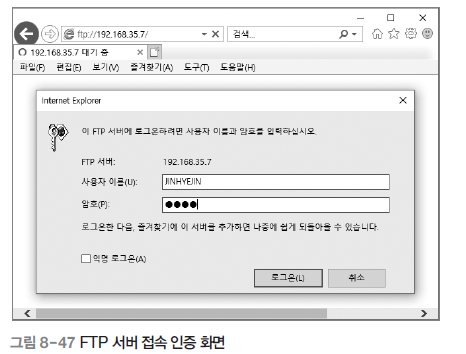 ftp://192.168.35.7/
검색...
192.168.35.7 대기 중
파일(F) 편집(E) 보기(V) 즐겨찾기(A) 도구(T) 도움말(H)
Internet Explorer
이 FTP 서버에 로그온하려면 사용자 이름과 암호를 입력하십시오.
FTP 서버: 192.168.35.7
사용자 이름(U): JINHYEJIN
암호(P): ●●●●
로그온한 다음, 즐겨찾기에 이 서버를 추가하면 나중에 쉽게 되돌아올 수 있습니다.
익명 로그온(A)
로그온(L) 취소
그림 8-47 FTP 서버 접속 인증 화면